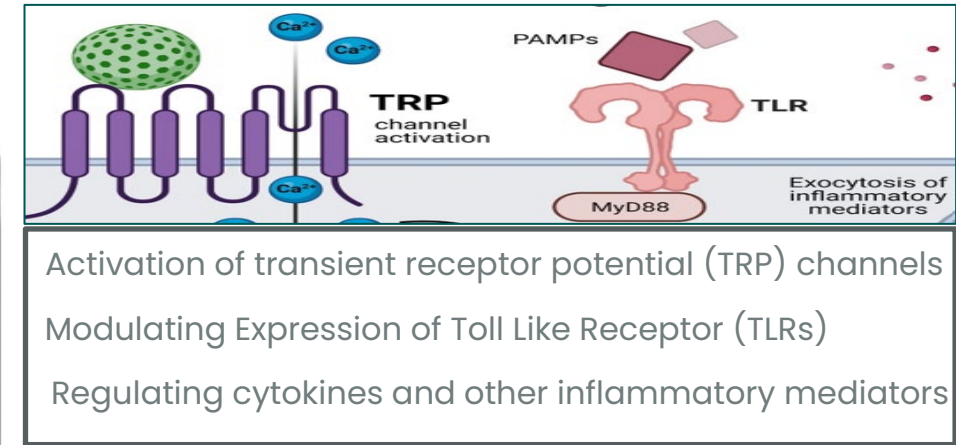 Ca²⁺
Ca²⁺
PAMPs
TRP
channel
activation
TLR
Ca²⁺
MyD88
Exocytosis of
inflammatory
mediators
Activation of transient receptor potential (TRP) channels
Modulating Expression of Toll Like Receptor (TLRs)
Regulating cytokines and other inflammatory mediators